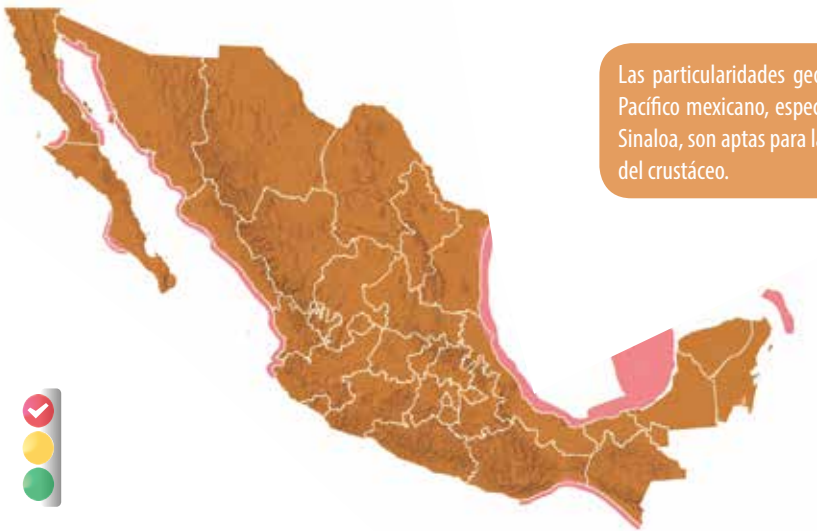 Las particularidades
Pacífico mexicano,
Sinaloa, son aptas para
del crustáceo.